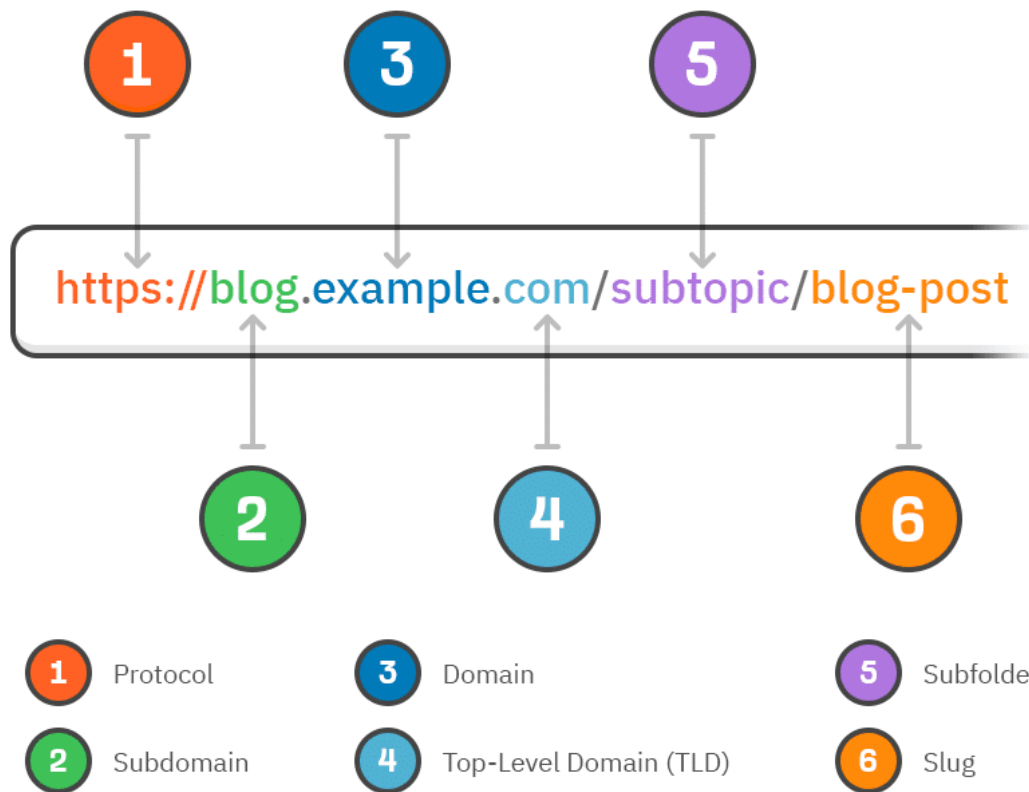 1 3 5
https://blog.example.com/subtopic/blog-post
2 4 6
1 Protocol 3 Domain 5 Subfolde
2 Subdomain 4 Top-Level Domain (TLD) 6 Slug